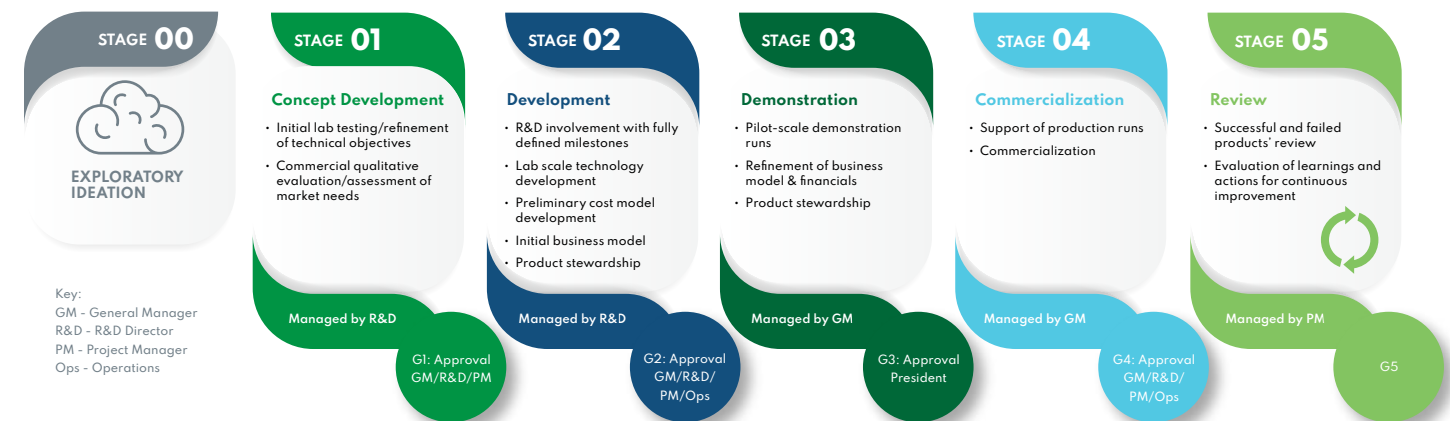 STAGE 00
EXPLORATORY
IDEATION
Key:
GM - General Manager
R&D - R&D Director
PM - Project Manager
Ops - Operations
STAGE 01
Concept Development
• Initial lab testing/refinement
of technical objectives
• Commercial qualitative
evaluation/assessment of
market needs
Managed by R&D
G1: Approval
GM/R&D/PM
STAGE 02
Development
• R&D involvement with fully
defined milestones
• Lab scale technology
development
• Preliminary cost model
development
• Initial business model
• Product stewardship
Managed by R&D
G2: Approval
GM/R&D/
PM/Ops
STAGE 03
Demonstration
• Pilot-scale demonstration
runs
• Refinement of business
model & financials
• Product stewardship
Managed by GM
G3: Approval
President
STAGE 04
Commercialization
• Support of production runs
• Commercialization
Managed by GM
G4: Approval
GM/R&D/
PM/Ops
STAGE 05
Review
• Successful and failed
products' review
• Evaluation of learnings and
actions for continuous
improvement
Managed by PM
G5